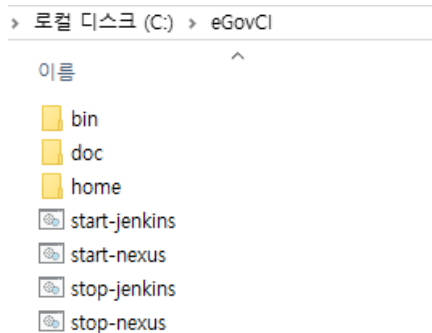 > 로컬 디스크 (C:) > eGovCI
이름
bin
doc
home
start-jenkins
start-nexus
stop-jenkins
stop-nexus